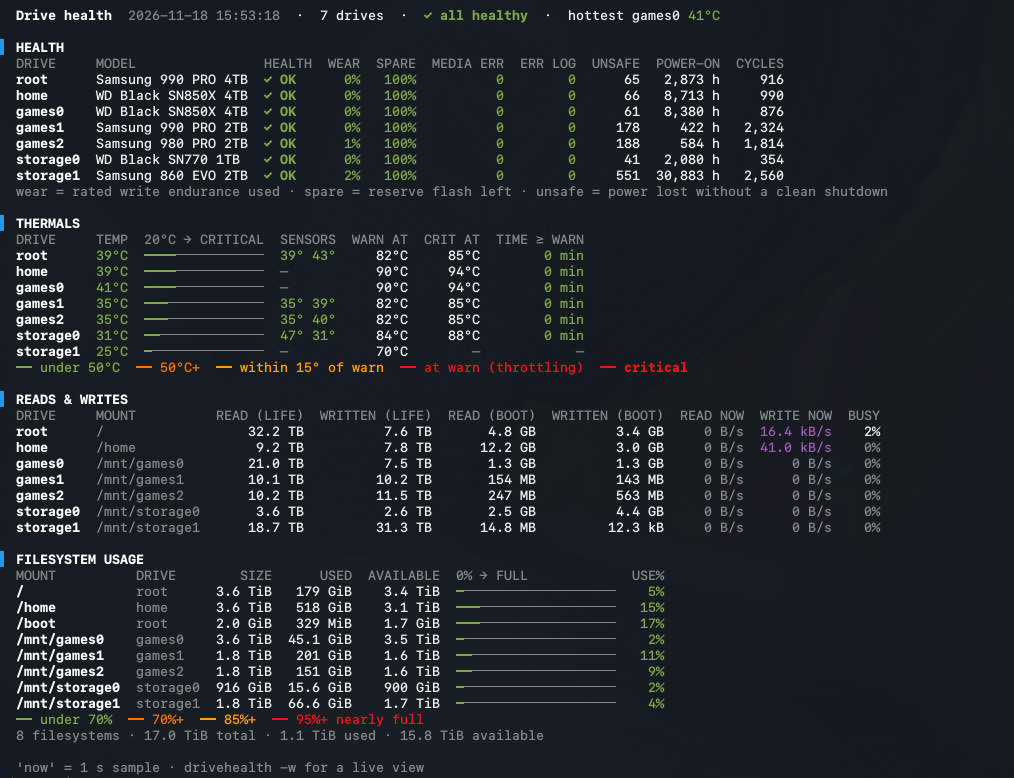 Drive health  2026-11-18 15:53:18  ·  7 drives  ·  ✓ all healthy  ·  hottest games0 41°C
HEALTH
DRIVE     MODEL               HEALTH  WEAR  SPARE  MEDIA ERR  ERR LOG  UNSAFE  POWER-ON  CYCLES
root      Samsung 990 PRO 4TB  ✓ OK     0%   100%          0        0      65   2,873 h     916
home      WD Black SN850X 4TB  ✓ OK     0%   100%          0        0      66   8,713 h     990
games0    WD Black SN850X 4TB  ✓ OK     0%   100%          0        0      61   8,380 h     876
games1    Samsung 990 PRO 2TB  ✓ OK     0%   100%          0        0     178     422 h   2,324
games2    Samsung 980 PRO 2TB  ✓ OK     1%   100%          0        0     188     584 h   1,814
storage0  WD Black SN770 1TB   ✓ OK     0%   100%          0        0      41   2,080 h     354
storage1  Samsung 860 EVO 2TB  ✓ OK     2%   100%          0        0     551  30,883 h   2,560
wear = rated write endurance used · spare = reserve flash left · unsafe = power lost without a clean shutdown
THERMALS
DRIVE     TEMP  20°C → CRITICAL  SENSORS  WARN AT  CRIT AT  TIME ≥ WARN
root      39°C  39° 43°  82°C  85°C  0 min
home      39°C  —  90°C  94°C  0 min
games0    41°C  —  90°C  94°C  0 min
games1    35°C  35° 39°  82°C  85°C  0 min
games2    35°C  35° 40°  82°C  85°C  0 min
storage0  31°C  47° 31°  84°C  88°C  0 min
storage1  25°C  —  70°C  —  —
under 50°C  50°C+  within 15° of warn  at warn (throttling)  critical
READS & WRITES
DRIVE     MOUNT          READ (LIFE)  WRITTEN (LIFE)  READ (BOOT)  WRITTEN (BOOT)  READ NOW  WRITE NOW  BUSY
root      /              32.2 TB  7.6 TB  4.8 GB  3.4 GB  0 B/s  16.4 kB/s  2%
home      /home          9.2 TB  7.8 TB  12.2 GB  3.0 GB  0 B/s  41.0 kB/s  0%
games0    /mnt/games0    21.0 TB  7.5 TB  1.3 GB  1.3 GB  0 B/s  0 B/s  0%
games1    /mnt/games1    10.1 TB  10.2 TB  154 MB  143 MB  0 B/s  0 B/s  0%
games2    /mnt/games2    10.2 TB  11.5 TB  247 MB  563 MB  0 B/s  0 B/s  0%
storage0  /mnt/storage0  3.6 TB  2.6 TB  2.5 GB  4.4 GB  0 B/s  0 B/s  0%
storage1  /mnt/storage1  18.7 TB  31.3 TB  14.8 MB  12.3 kB  0 B/s  0 B/s  0%
FILESYSTEM USAGE
MOUNT          DRIVE     SIZE  USED  AVAILABLE  0% → FULL  USE%
/              root      3.6 TiB  179 GiB  3.4 TiB  5%
/home          home      3.6 TiB  518 GiB  3.1 TiB  15%
/boot          root      2.0 GiB  329 MiB  1.7 GiB  17%
/mnt/games0    games0    3.6 TiB  45.1 GiB  3.5 TiB  2%
/mnt/games1    games1    1.8 TiB  201 GiB  1.6 TiB  11%
/mnt/games2    games2    1.8 TiB  151 GiB  1.6 TiB  9%
/mnt/storage0  storage0  916 GiB  15.6 GiB  900 GiB  2%
/mnt/storage1  storage1  1.8 TiB  66.6 GiB  1.7 TiB  4%
under 70%  70%+  85%+  95%+ nearly full
8 filesystems · 17.0 TiB total · 1.1 TiB used · 15.8 TiB available
'now' = 1 s sample · drivehealth -w for a live view